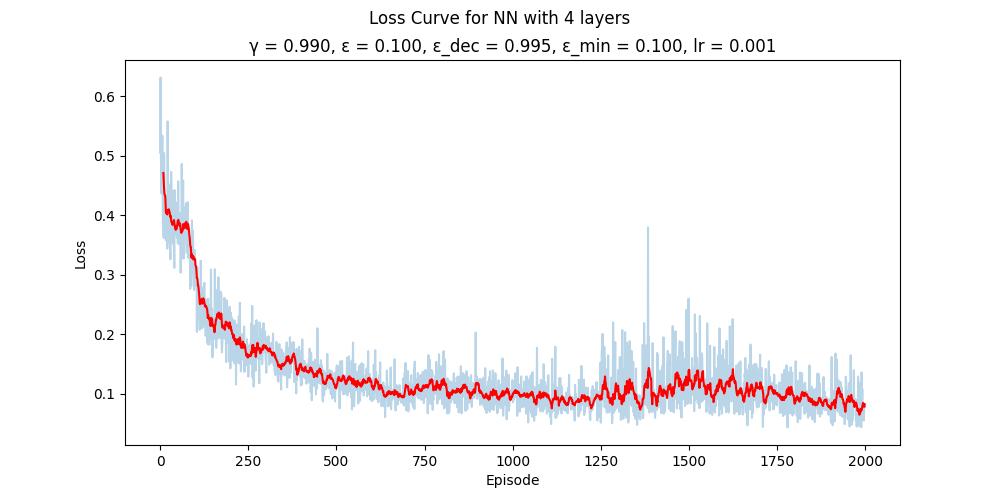 Loss Curve for NN with 4 layers
γ = 0.990, ε = 0.100, ε_dec = 0.995, ε_min = 0.100, lr = 0.001
0.6
0.5
0.4
0.3
0.2
0.1
Loss
0 250 500 750 1000 1250 1500 1750 2000
Episode